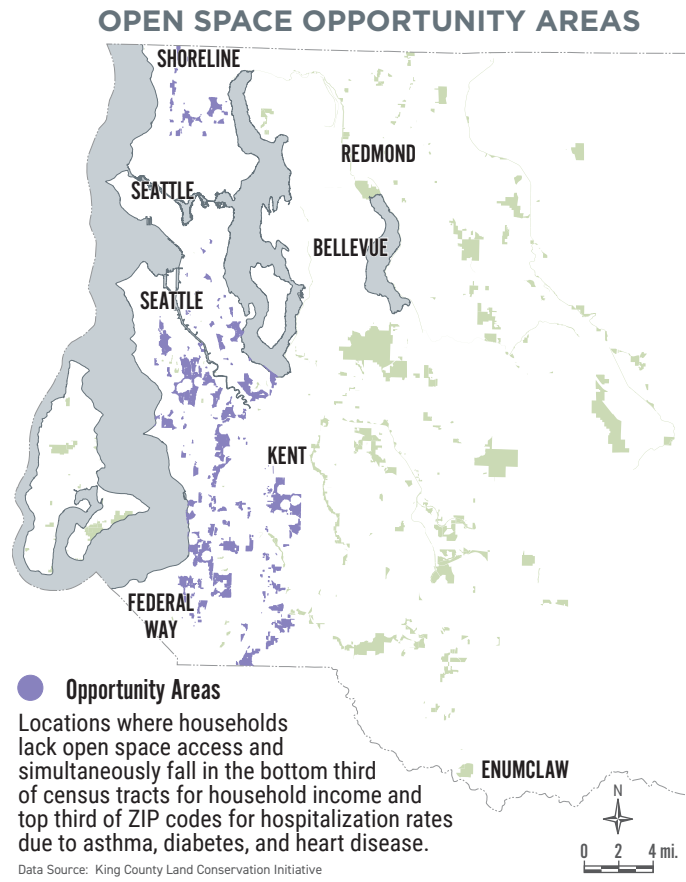 OPEN SPACE OPPORTUNITY AREAS
SHORELINE
REDMOND
SEATTLE
BELLEVUE
SEATTLE
KENT
FEDERAL
WAY
Opportunity Areas
Locations where households
lack open space access and
simultaneously fall in the bottom third
of census tracts for household income and
top third of ZIP codes for hospitalization rates
due to asthma, diabetes, and heart disease.
Data Source: King County Land Conservation Initiative
ENUMCLAW
N
0 2 4 mi.